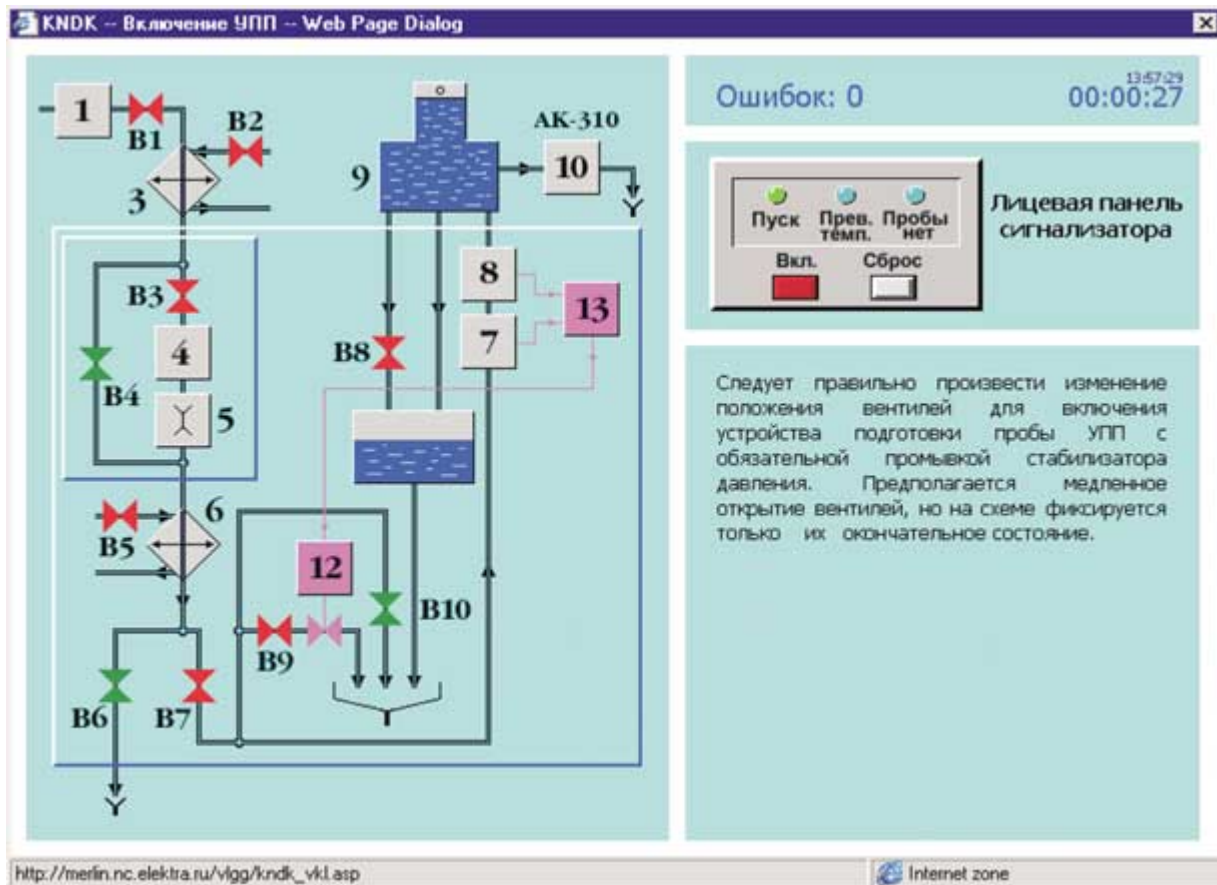 KNDK -- Включение УПП -- Web Page Dialog
1
B1
B2
3
9
АК-310
10
B3
4
B4
5
8
7
13
B8
6
B5
12
B10
B9
B6
B7
Ошибок: 0
13:57:29
00:00:27
Пуск
Прев. темп.
Пробы нет
Вкл.
Сброс
Лицевая панель
сигнализатора
Следует правильно произвести изменение
положения вентилей для включения
устройства подготовки пробы УПП с
обязательной промывкой стабилизатора
давления. Предполагается медленное
открытие вентилей, но на схеме фиксируется
только их окончательное состояние.
http://merlin.nc.elektra.ru/vlgg/kndk_vkl.asp
Internet zone